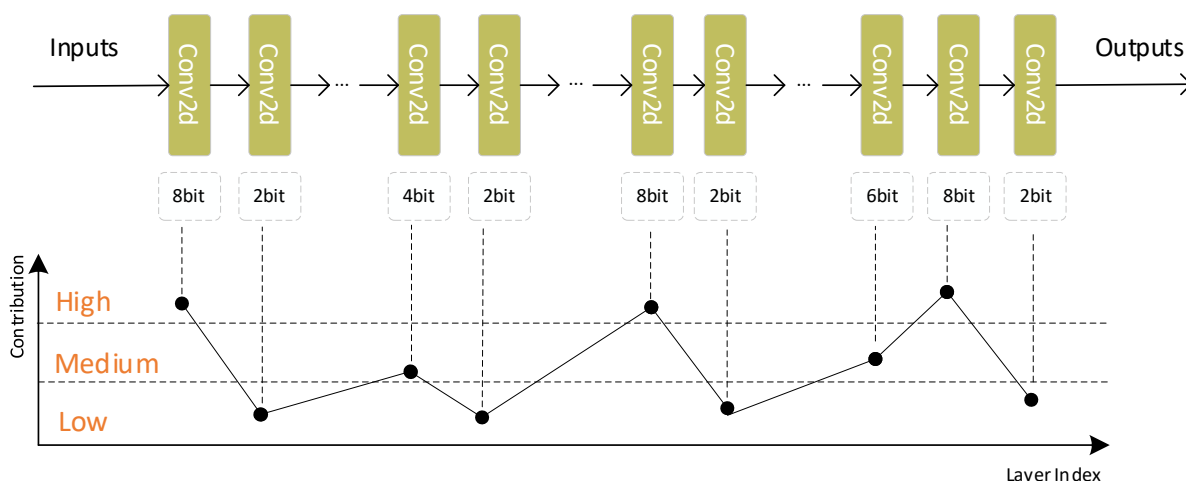 Inputs
Conv2d
Conv2d
...
Conv2d
Conv2d
...
Conv2d
Conv2d
...
Conv2d
Conv2d
Conv2d
Outputs
8bit
2bit
4bit
2bit
8bit
2bit
6bit
8bit
2bit
Contribution
High
Medium
Low
Layer Index